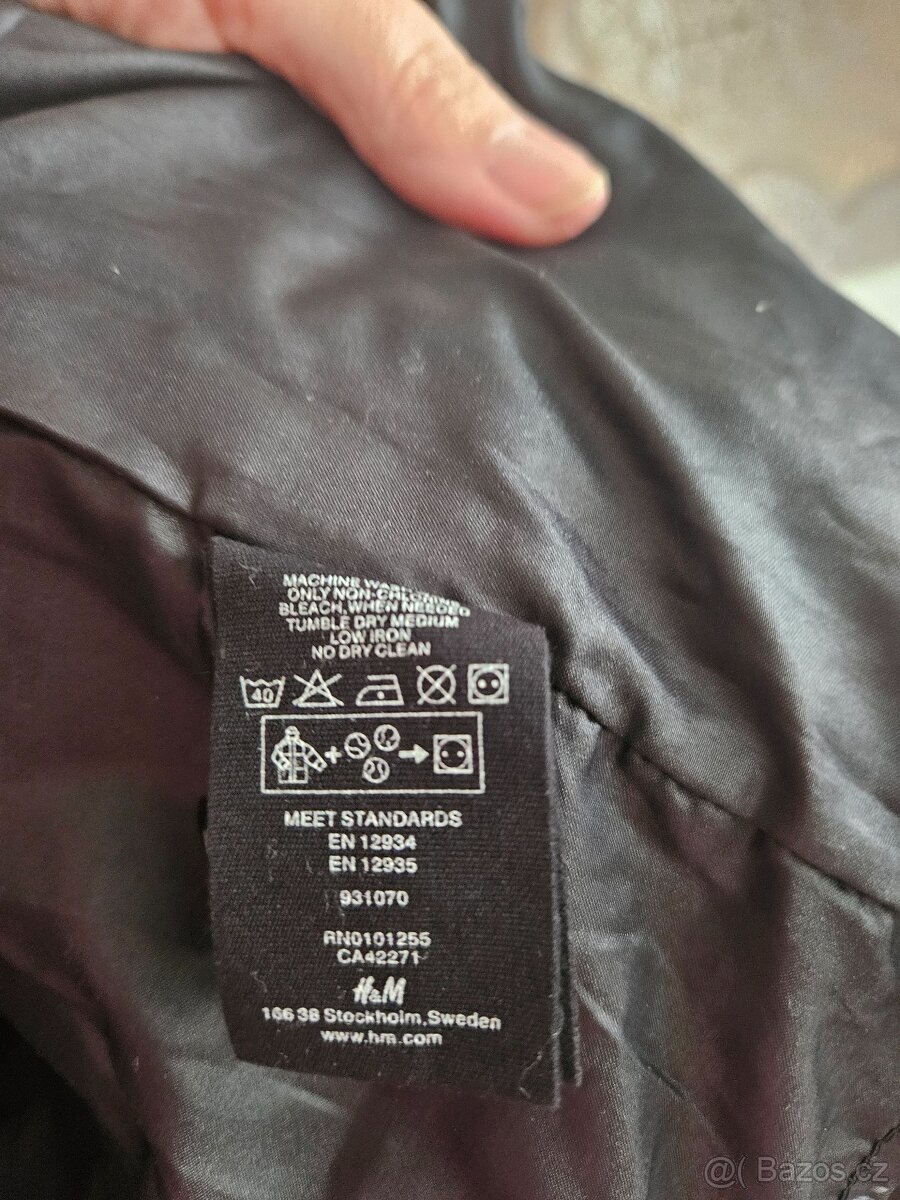 MACHINE
ONLY NON-CHLORINE
BLEACH, WHEN NEEDED
TUMBLE DRY MEDIUM
LOW IRON
NO DRY CLEAN
40
MEET STANDARDS
EN 12934
EN 12935
931070
RN0101255
CA42271
H&M
106 38 Stockholm, Sweden
www.hm.com
@( Bazos.cz